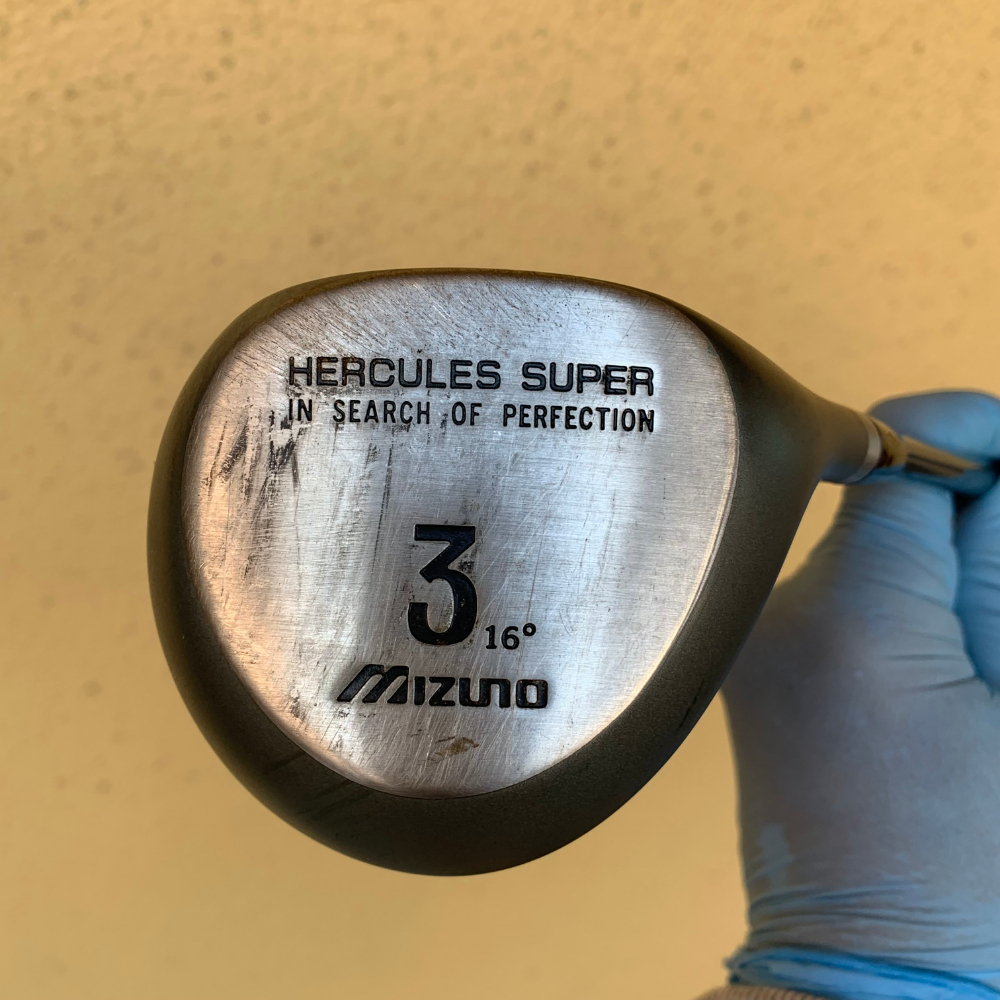 HERCULES SUPER
IN SEARCH OF PERFECTION
3 16°
MIZUNO